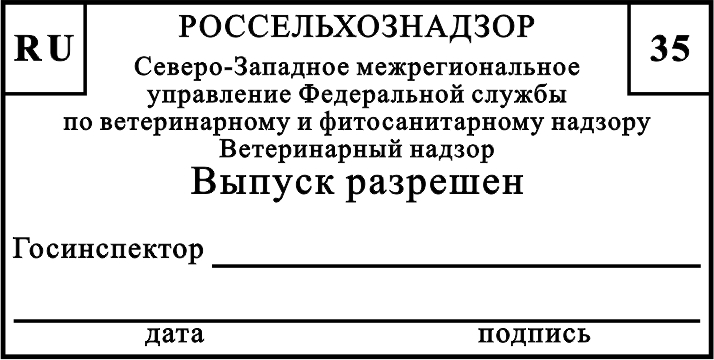 RU
РОССЕЛЬХОЗНАДЗОР
35
Северо-Западное межрегиональное
управление Федеральной службы
по ветеринарному и фитосанитарному надзору
Ветеринарный надзор
Выпуск разрешен
Госинспектор
дата подпись